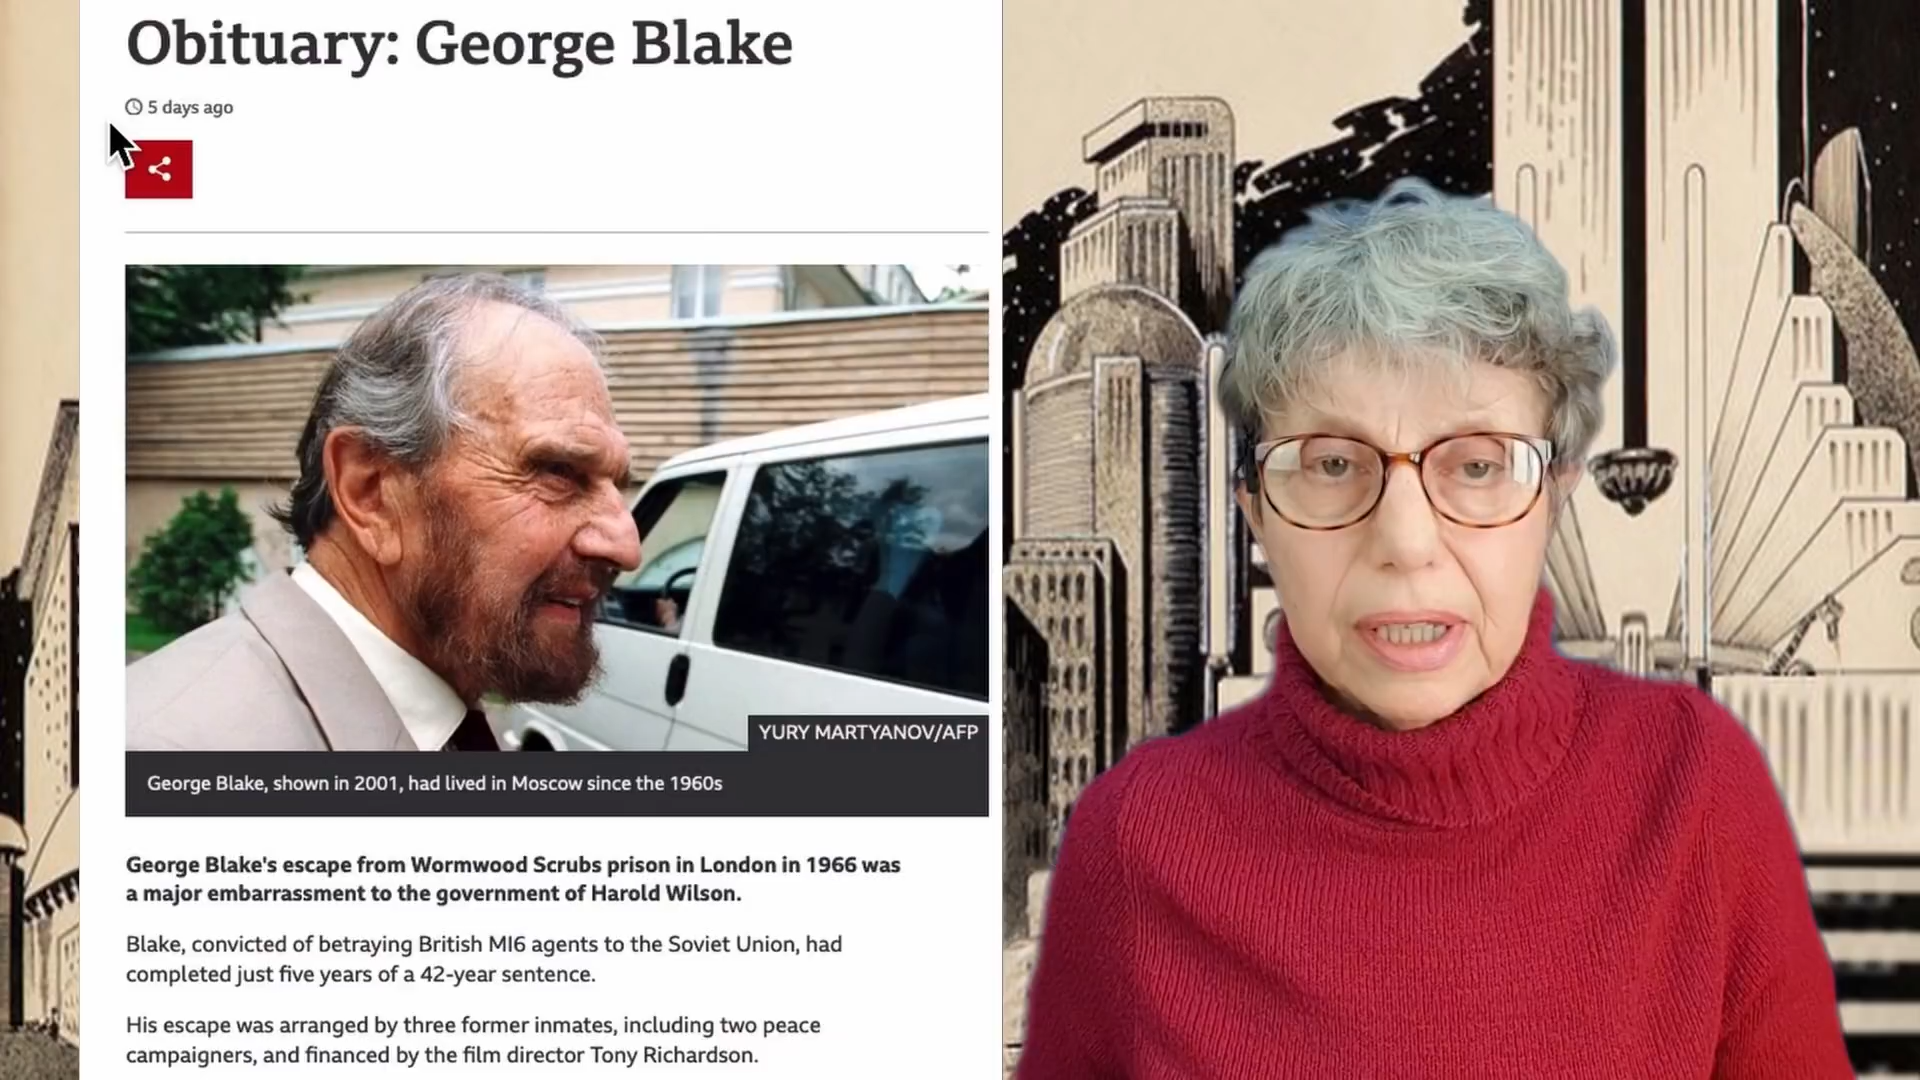 Obituary: George Blake
5 days ago
YURY MARTYANOV/AFP
George Blake, shown in 2001, had lived in Moscow since the 1960s
George Blake's escape from Wormwood Scrubs prison in London in 1966 was
a major embarrassment to the government of Harold Wilson.
Blake, convicted of betraying British MI6 agents to the Soviet Union, had
completed just five years of a 42-year sentence.
His escape was arranged by three former inmates, including two peace
campaigners, and financed by the film director Tony Richardson.